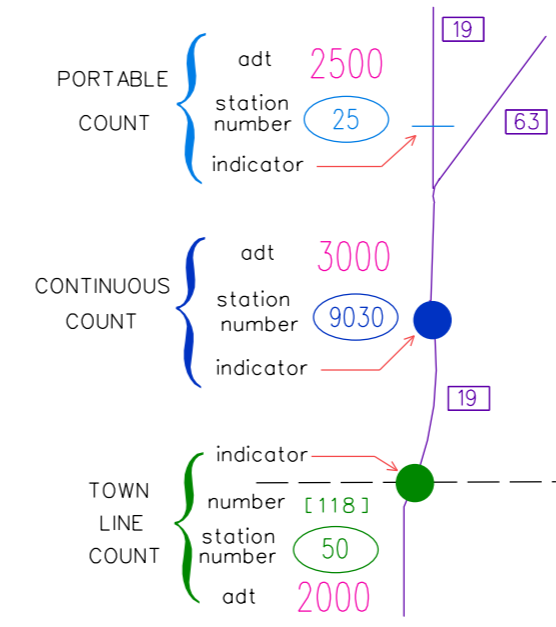 19
adt 2500
PORTABLE
COUNT
station
number 25
63
indicator
adt 3000
CONTINUOUS
COUNT
station
number 9030
indicator
19
indicator
TOWN
LINE
COUNT
number [118]
station
number 50
adt 2000